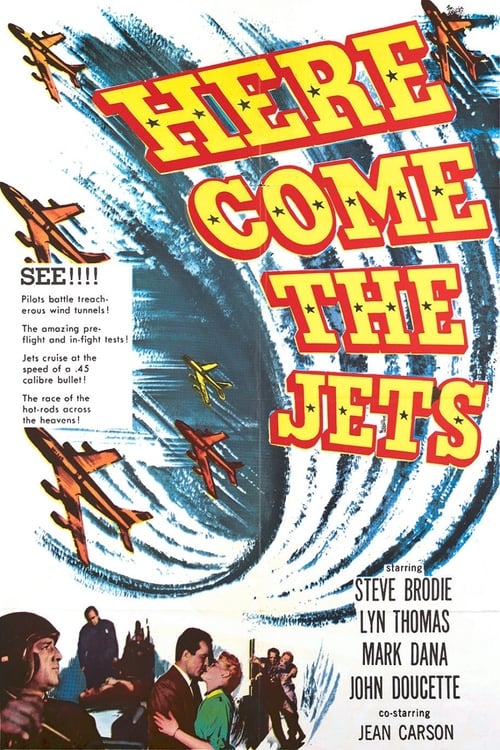 HERE
COME
THE
JETS
SEE!!!!
Pilots battle treach-
erous wind tunnels!
The amazing pre-
flight and in-fight tests!
Jets cruise at the
speed of a .45
calibre bullet!
The race of the
hot-rods across
the heavens!
starring
STEVE BRODIE
LYN THOMAS
MARK DANA
JOHN DOUCETTE
co-starring
JEAN CARSON